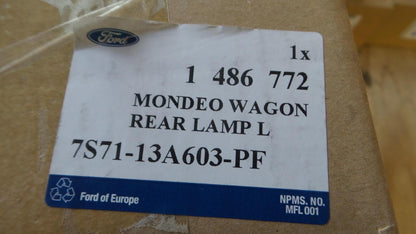 Ford
1x
1 486 772
MONDEO WAGON
REAR LAMP L
7S71-13A603-PF
Ford of Europe
NPMS. NO.
MFL 001